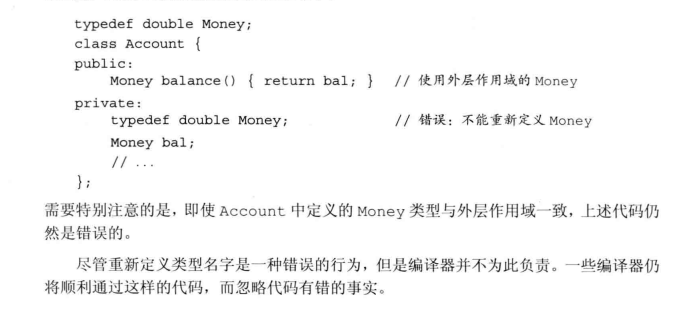 typedef double Money;
class Account {
public:
    Money balance() { return bal; }  // 使用外层作用域的 Money
private:
    typedef double Money;            // 错误：不能重新定义 Money
    Money bal;
    // ...
};
需要特别注意的是，即使 Account 中定义的 Money 类型与外层作用域一致，上述代码仍
然是错误的。
尽管重新定义类型名字是一种错误的行为，但是编译器并不为此负责。一些编译器仍
将顺利通过这样的代码，而忽略代码有错的事实。